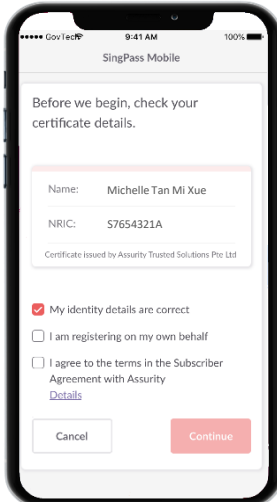 GovTech 9:41 AM 100%
SingPass Mobile
Before we begin, check your
certificate details.
Name: Michelle Tan Mi Xue
NRIC: S7654321A
Certificate issued by Assurity Trusted Solutions Pte Ltd
My identity details are correct
I am registering on my own behalf
I agree to the terms in the Subscriber
Agreement with Assurity
Details
Cancel Continue